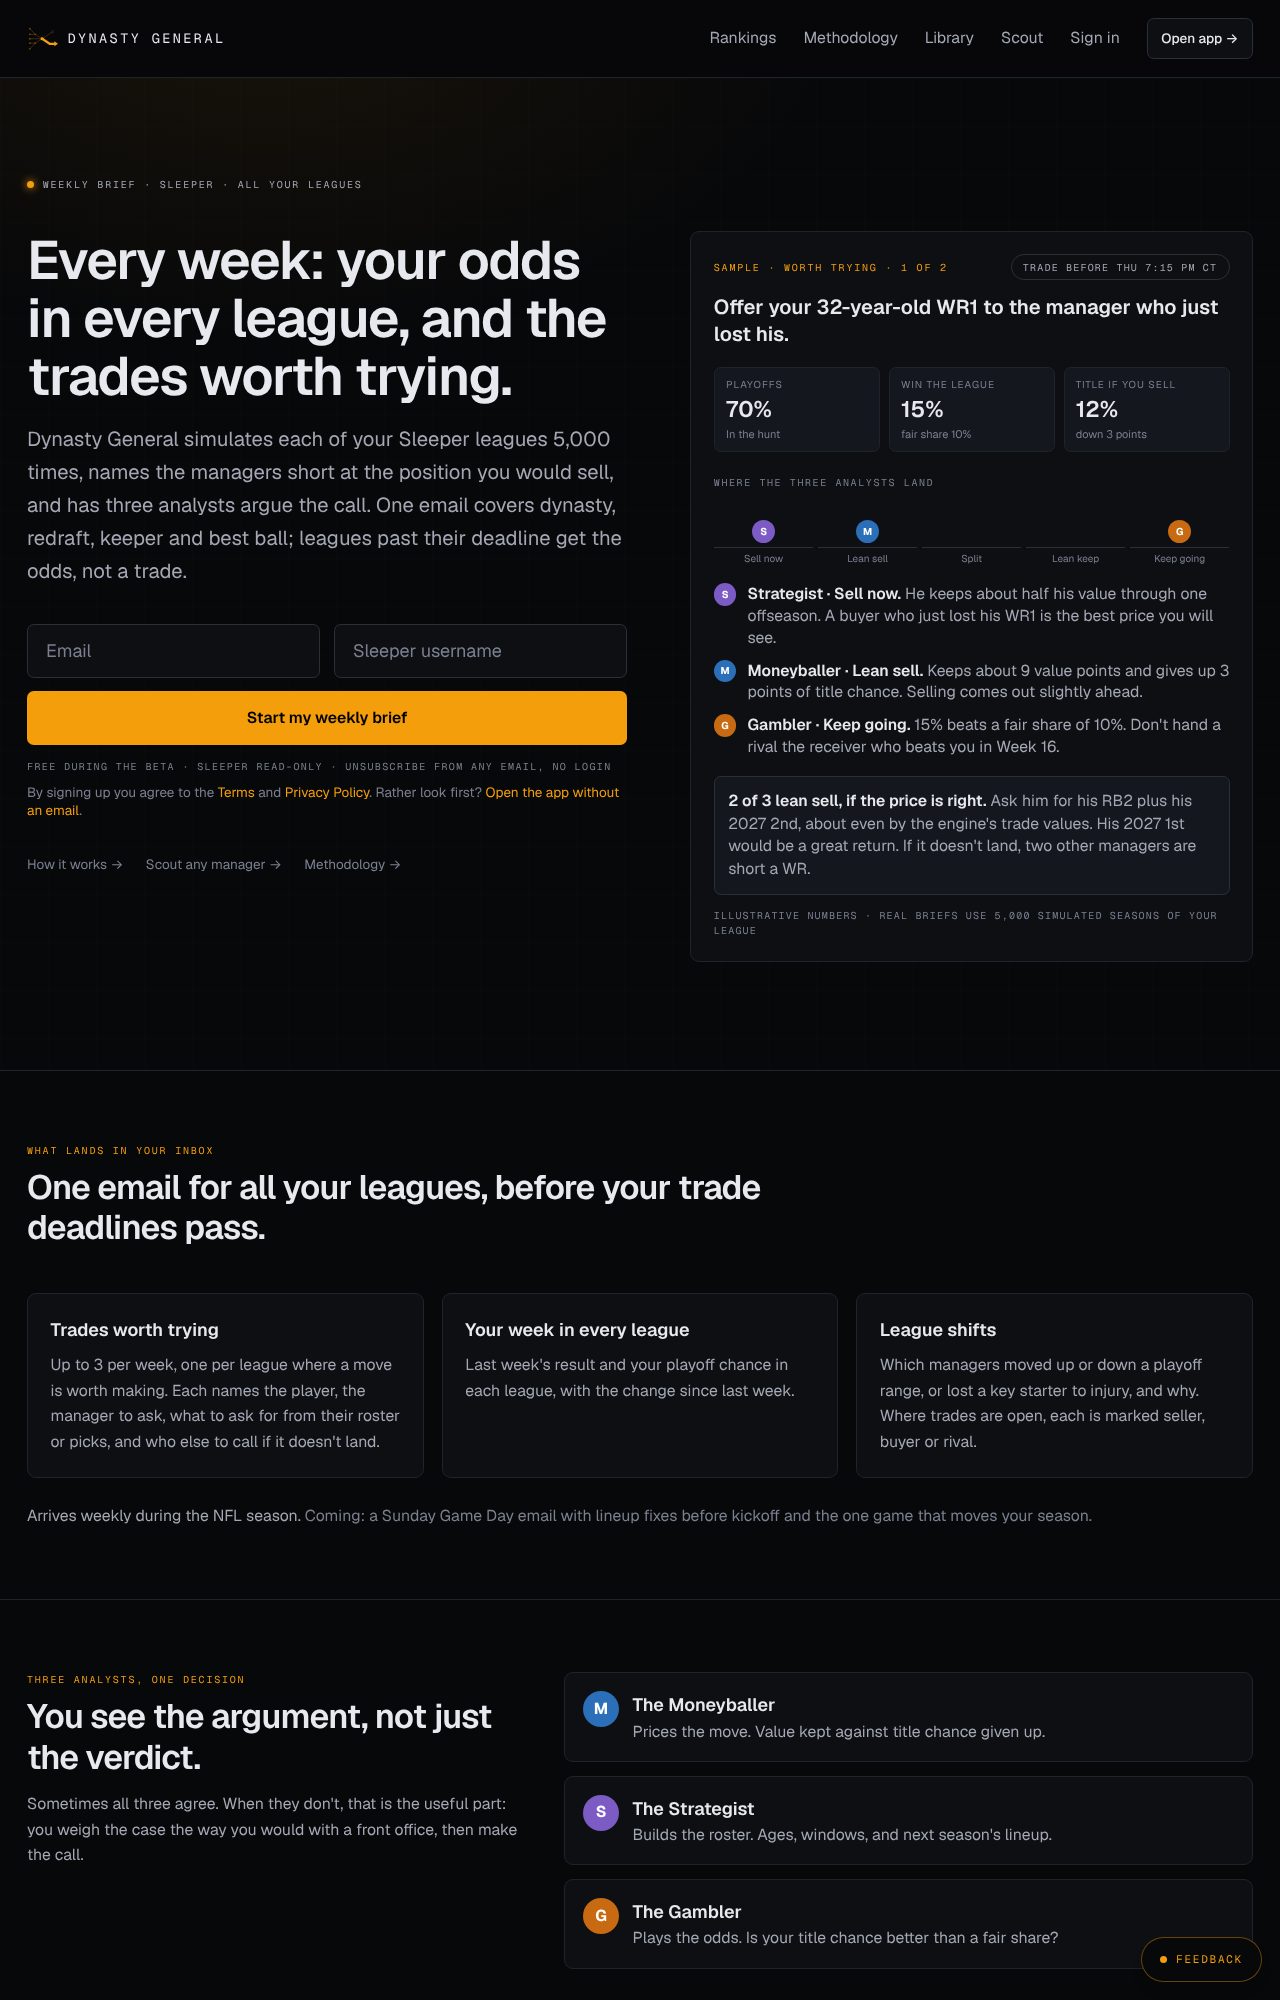 DYNASTY GENERAL
Rankings
Methodology
Library
Scout
Sign in
Open app →
WEEKLY BRIEF · SLEEPER · ALL YOUR LEAGUES
Every week: your odds
in every league, and the
trades worth trying.
Dynasty General simulates each of your Sleeper leagues 5,000
times, names the managers short at the position you would sell,
and has three analysts argue the call. One email covers dynasty,
redraft, keeper and best ball; leagues past their deadline get the
odds, not a trade.
Email
Sleeper username
Start my weekly brief
FREE DURING THE BETA · SLEEPER READ-ONLY · UNSUBSCRIBE FROM ANY EMAIL, NO LOGIN
By signing up you agree to the Terms and Privacy Policy. Rather look first? Open the app without
an email.
How it works →
Scout any manager →
Methodology →
SAMPLE · WORTH TRYING · 1 OF 2
TRADE BEFORE THU 7:15 PM CT
Offer your 32-year-old WR1 to the manager who just
lost his.
PLAYOFFS
70%
In the hunt
WIN THE LEAGUE
15%
fair share 10%
TITLE IF YOU SELL
12%
down 3 points
WHERE THE THREE ANALYSTS LAND
S
M
G
Sell now
Lean sell
Split
Lean keep
Keep going
S
Strategist · Sell now. He keeps about half his value through one
offseason. A buyer who just lost his WR1 is the best price you will
see.
M
Moneyballer · Lean sell. Keeps about 9 value points and gives up 3
points of title chance. Selling comes out slightly ahead.
G
Gambler · Keep going. 15% beats a fair share of 10%. Don't hand a
rival the receiver who beats you in Week 16.
2 of 3 lean sell, if the price is right. Ask him for his RB2 plus his
2027 2nd, about even by the engine's trade values. His 2027 1st
would be a great return. If it doesn't land, two other managers are
short a WR.
ILLUSTRATIVE NUMBERS · REAL BRIEFS USE 5,000 SIMULATED SEASONS OF YOUR
LEAGUE
WHAT LANDS IN YOUR INBOX
One email for all your leagues, before your trade
deadlines pass.
Trades worth trying
Up to 3 per week, one per league where a move
is worth making. Each names the player, the
manager to ask, what to ask for from their roster
or picks, and who else to call if it doesn't land.
Your week in every league
Last week's result and your playoff chance in
each league, with the change since last week.
League shifts
Which managers moved up or down a playoff
range, or lost a key starter to injury, and why.
Where trades are open, each is marked seller,
buyer or rival.
Arrives weekly during the NFL season. Coming: a Sunday Game Day email with lineup fixes before kickoff and the one game that moves your season.
THREE ANALYSTS, ONE DECISION
You see the argument, not just
the verdict.
Sometimes all three agree. When they don't, that is the useful part:
you weigh the case the way you would with a front office, then make
the call.
M
The Moneyballer
Prices the move. Value kept against title chance given up.
S
The Strategist
Builds the roster. Ages, windows, and next season's lineup.
G
The Gambler
Plays the odds. Is your title chance better than a fair share?
FEEDBACK